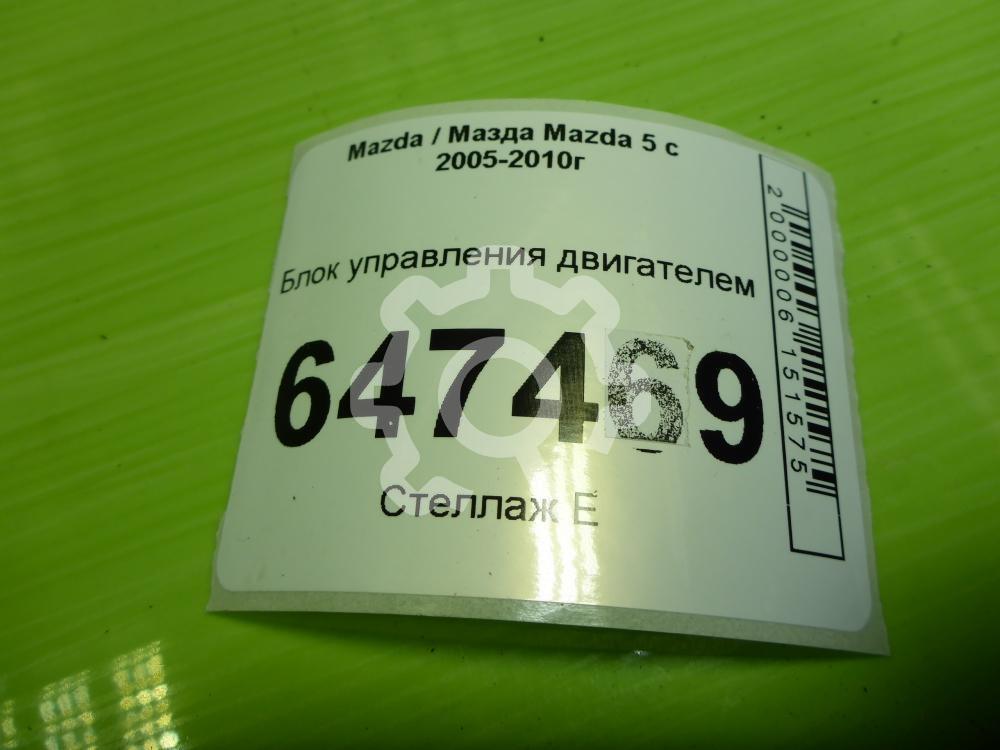 Mazda / Мазда Mazda 5 с
2005-2010г
Блок управления двигателем
647469
Стеллаж Е
2000006151575